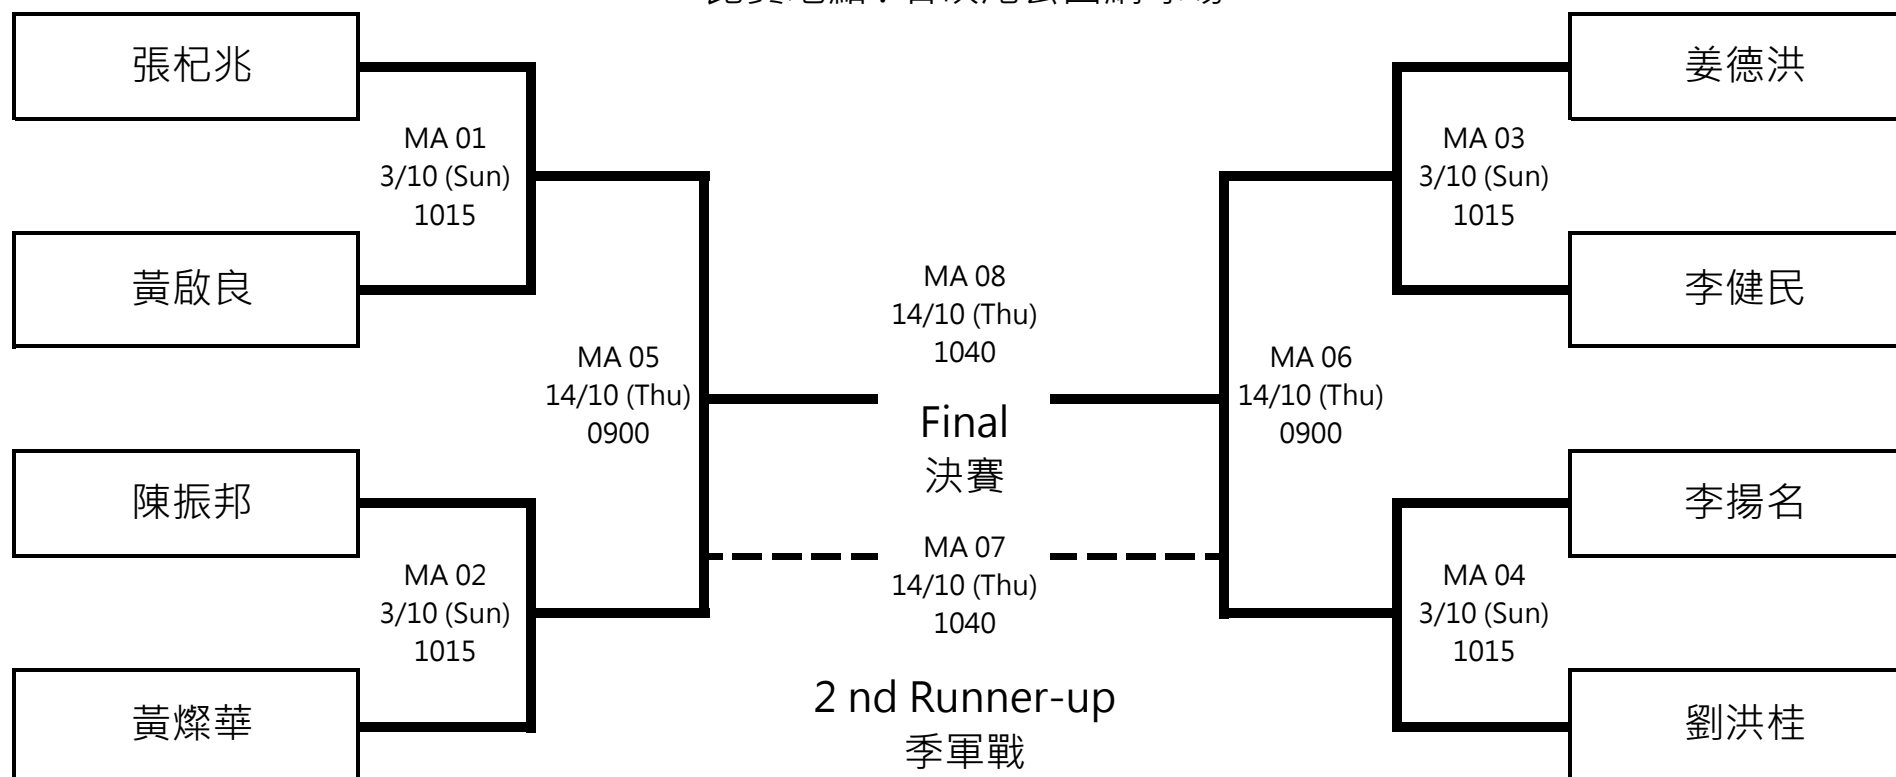 張杞兆
MA 01
3/10 (Sun)
1015
黃啟良
陳振邦
MA 02
3/10 (Sun)
1015
黃燦華
MA 05
14/10 (Thu)
0900
MA 08
14/10 (Thu)
1040
Final
決賽
MA 07
14/10 (Thu)
1040
2 nd Runner-up
季軍戰
MA 06
14/10 (Thu)
0900
姜德洪
MA 03
3/10 (Sun)
1015
李健民
李揚名
MA 04
3/10 (Sun)
1015
劉洪桂